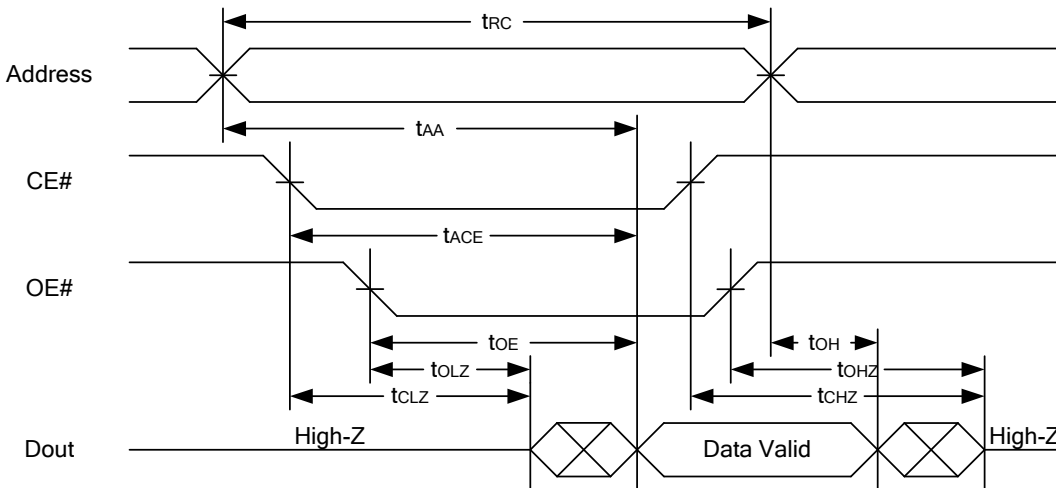 tRC
Address
tAA
CE#
tACE
OE#
tOE
tOH
tOLZ
tOHZ
tCLZ
tCHZ
Dout
High-Z
Data Valid
High-Z